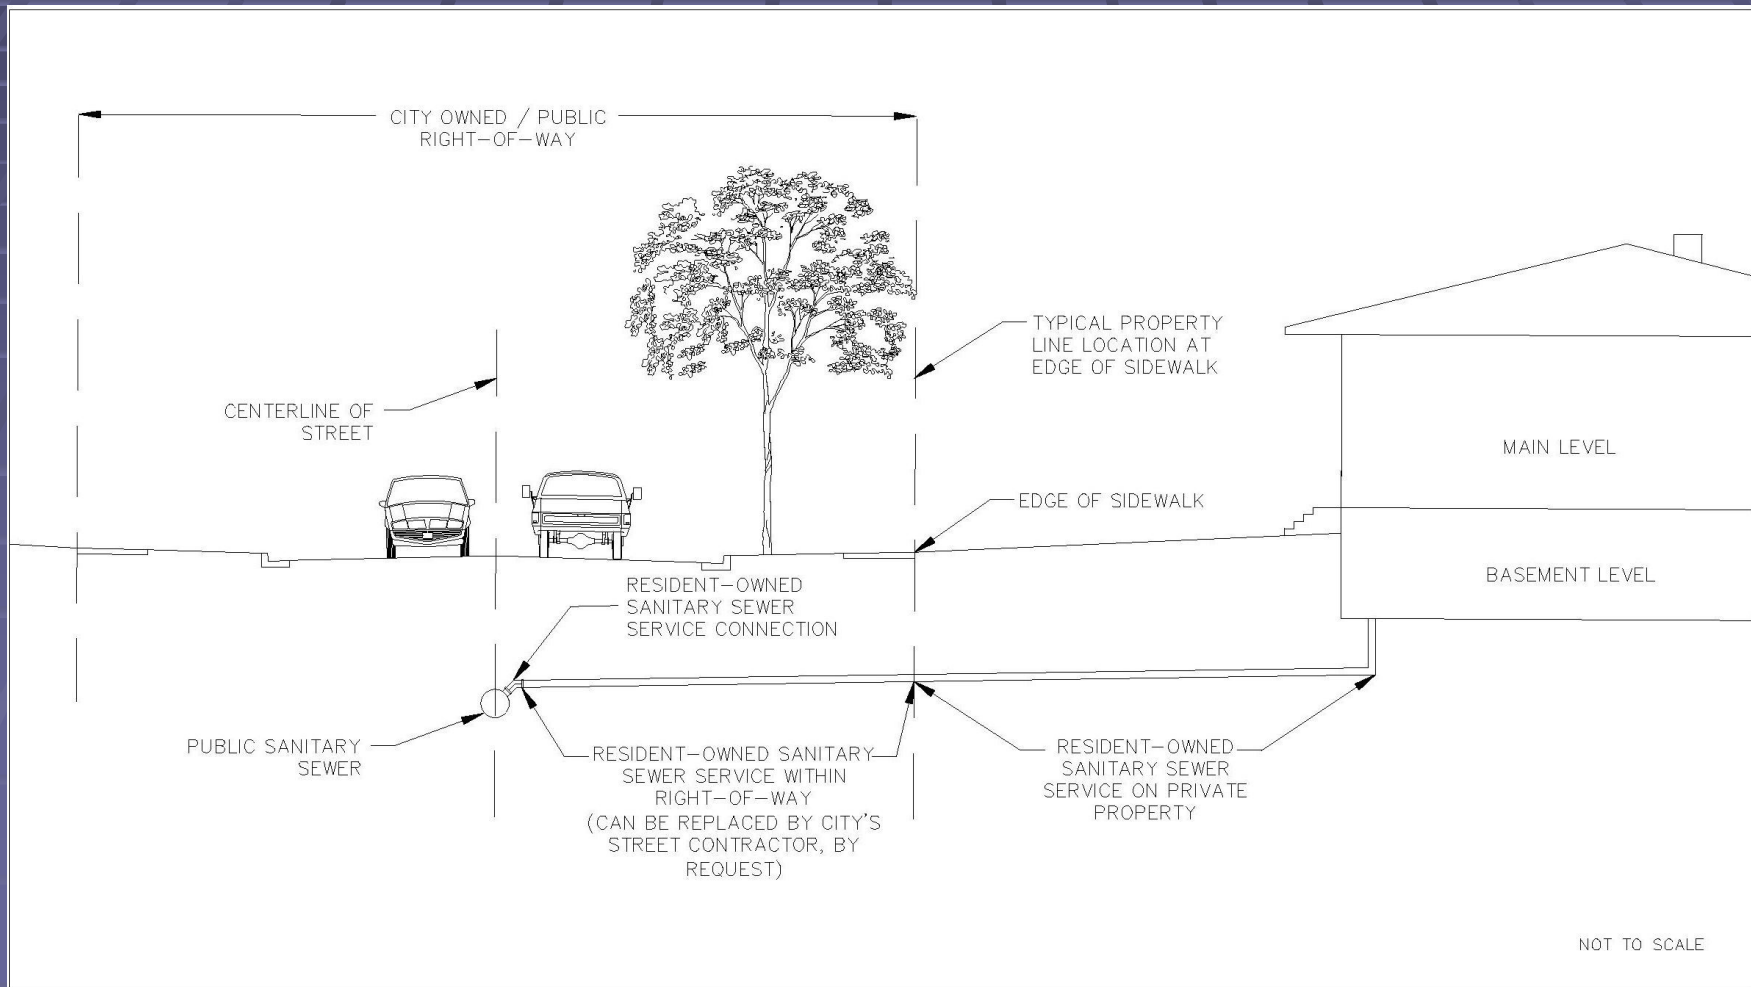 CITY OWNED / PUBLIC
RIGHT-OF-WAY
TYPICAL PROPERTY
LINE LOCATION AT
EDGE OF SIDEWALK
CENTERLINE OF
STREET
MAIN LEVEL
EDGE OF SIDEWALK
BASEMENT LEVEL
RESIDENT-OWNED
SANITARY SEWER
SERVICE CONNECTION
PUBLIC SANITARY
SEWER
RESIDENT-OWNED SANITARY
SEWER SERVICE WITHIN
RIGHT-OF-WAY
(CAN BE REPLACED BY CITY'S
STREET CONTRACTOR, BY
REQUEST)
RESIDENT-OWNED
SANITARY SEWER
SERVICE ON PRIVATE
PROPERTY
NOT TO SCALE